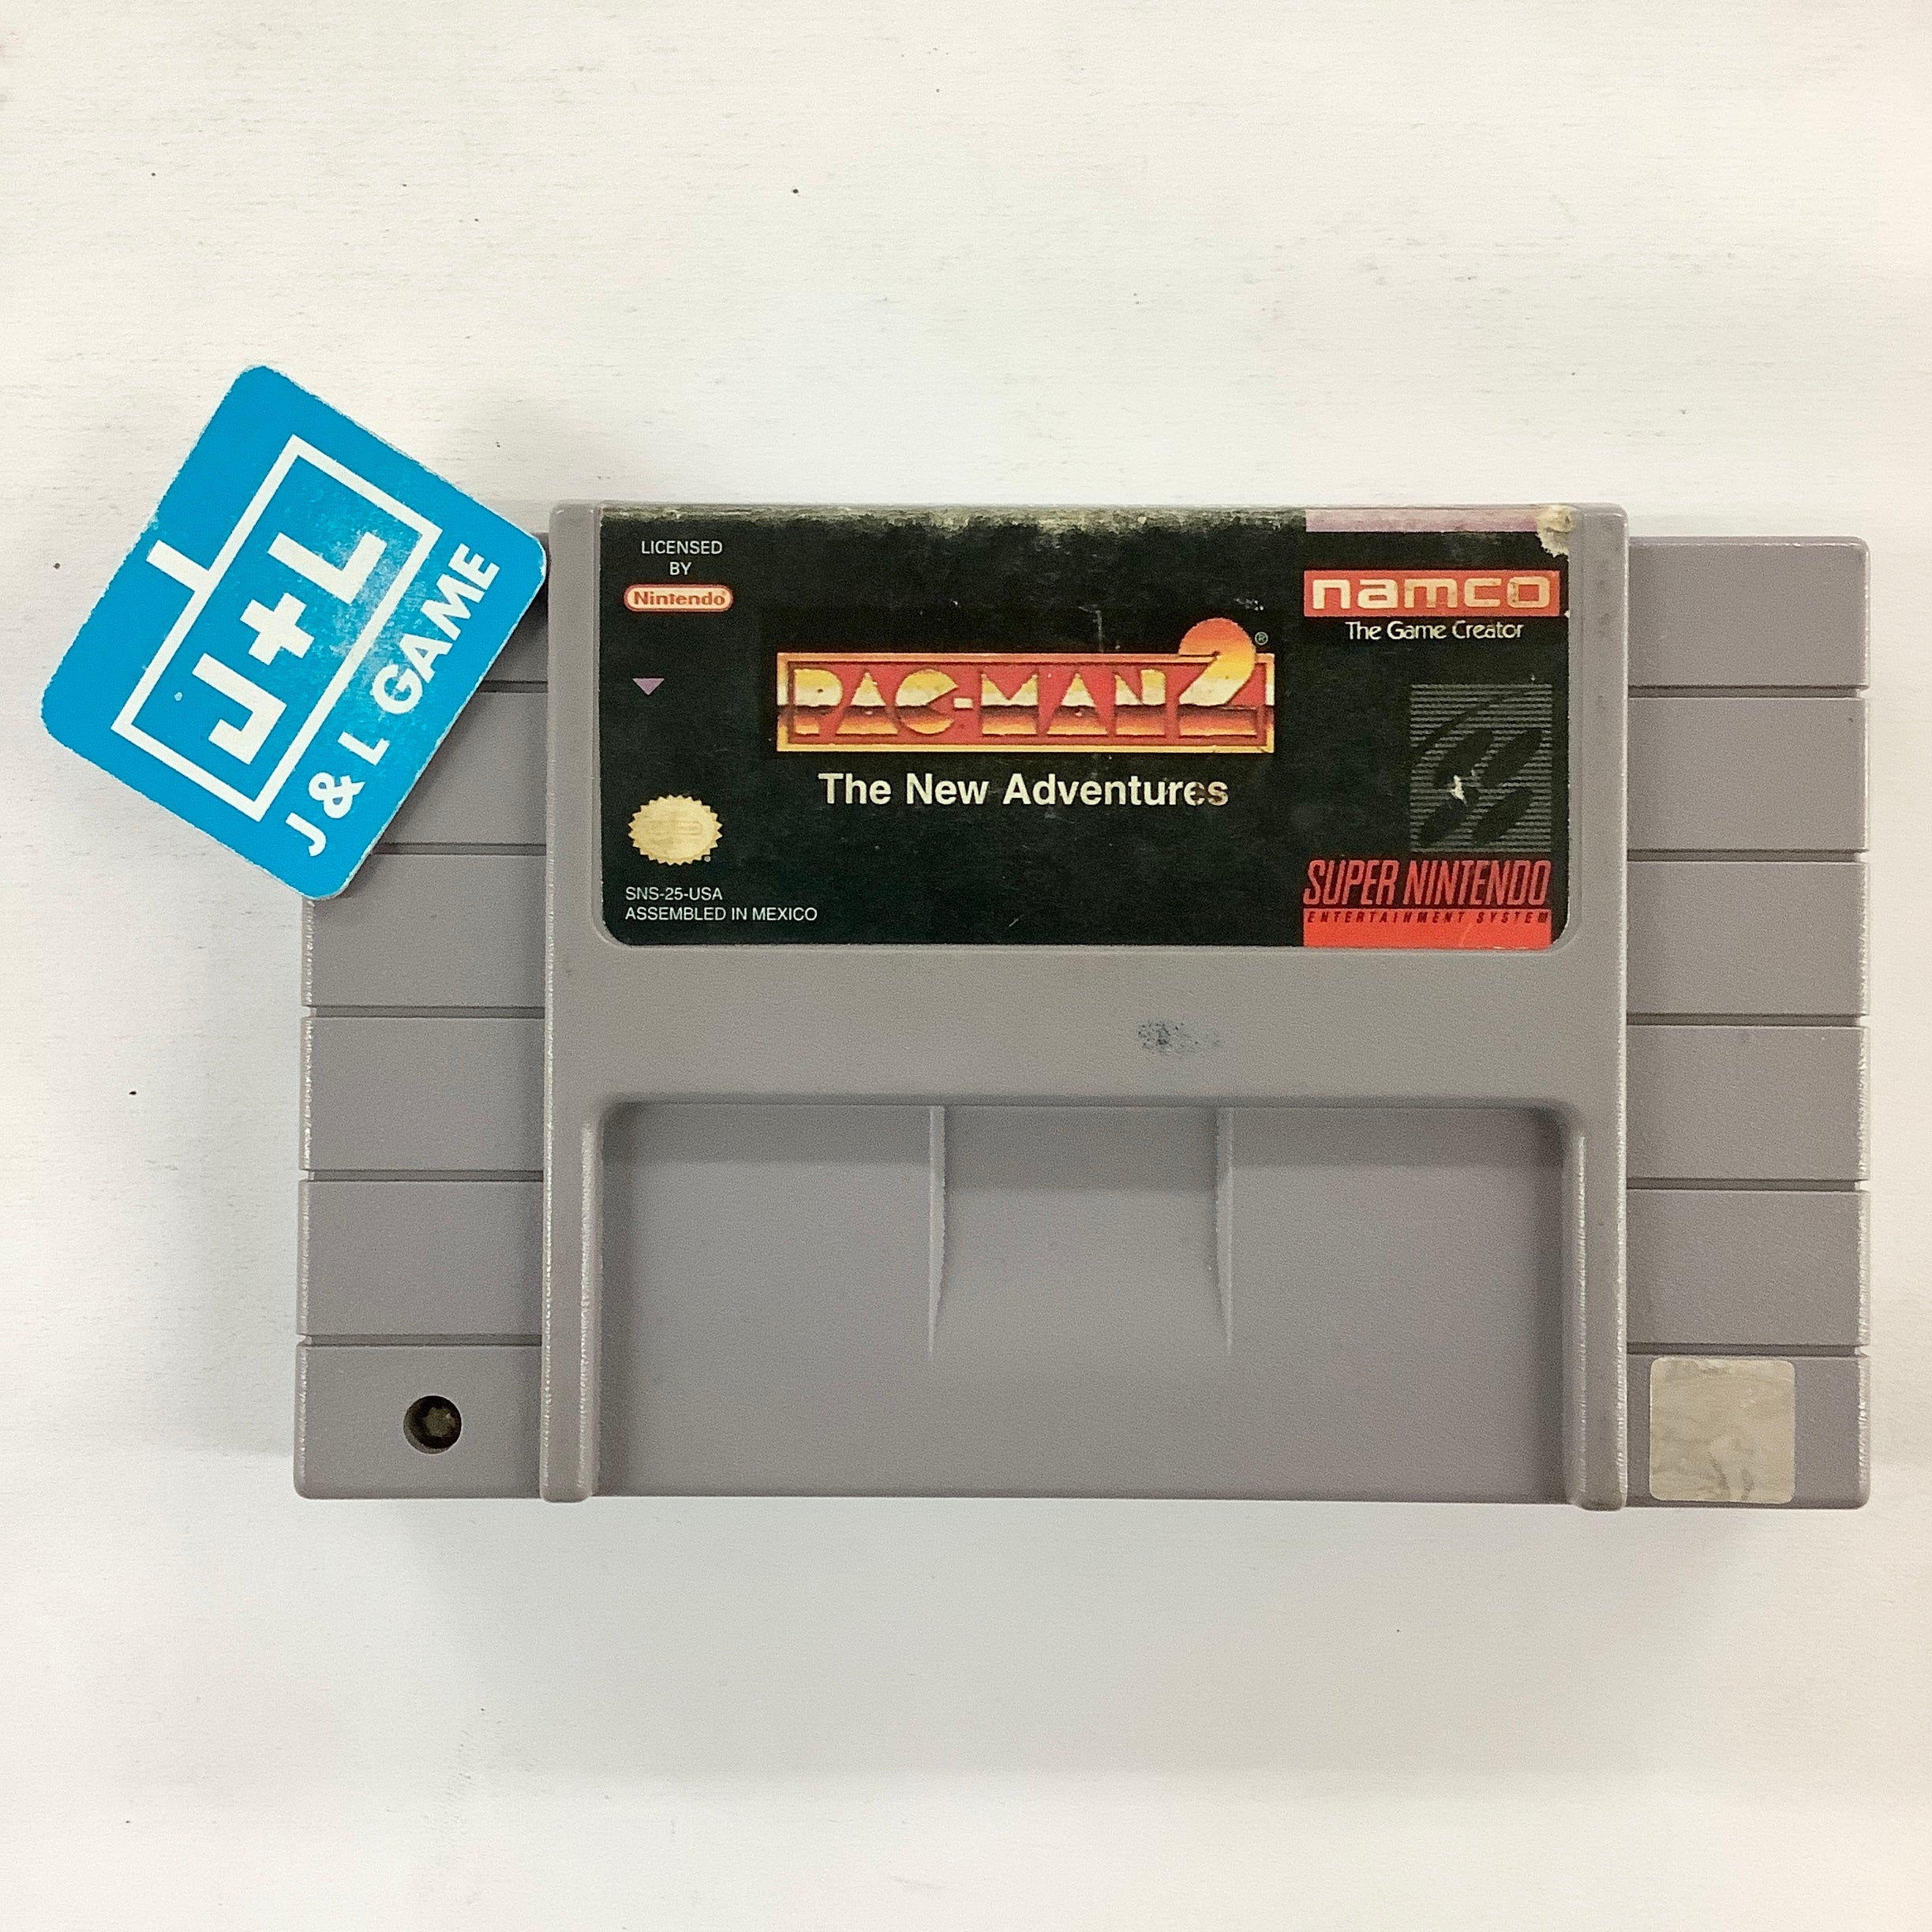 J+L
J & L GAME
LICENSED
BY
Nintendo
namco
The Game Creator
PAC-MAN 2
®
The New Adventures
SNS-25-USA
ASSEMBLED IN MEXICO
SUPER NINTENDO
ENTERTAINMENT SYSTEM